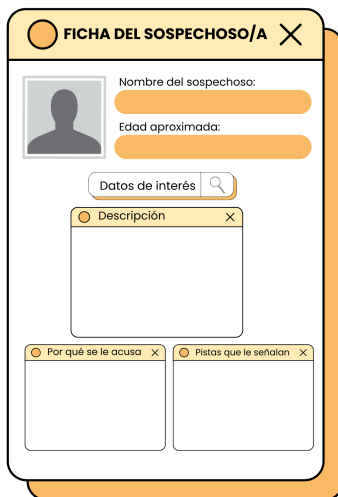 FICHA DEL SOSPECHOSO/A
Nombre del sospechoso:
Edad aproximada:
Datos de interés
Descripción
Por qué se le acusa
Pistas que le señalan